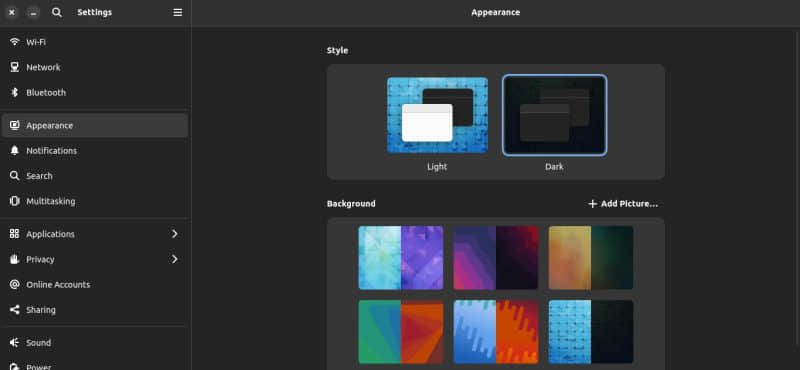 Settings
Appearance
Wi-Fi
Network
Bluetooth
Appearance
Notifications
Search
Multitasking
Applications
Privacy
Online Accounts
Sharing
Sound
Power
Style
Light
Dark
Background
Add Picture...